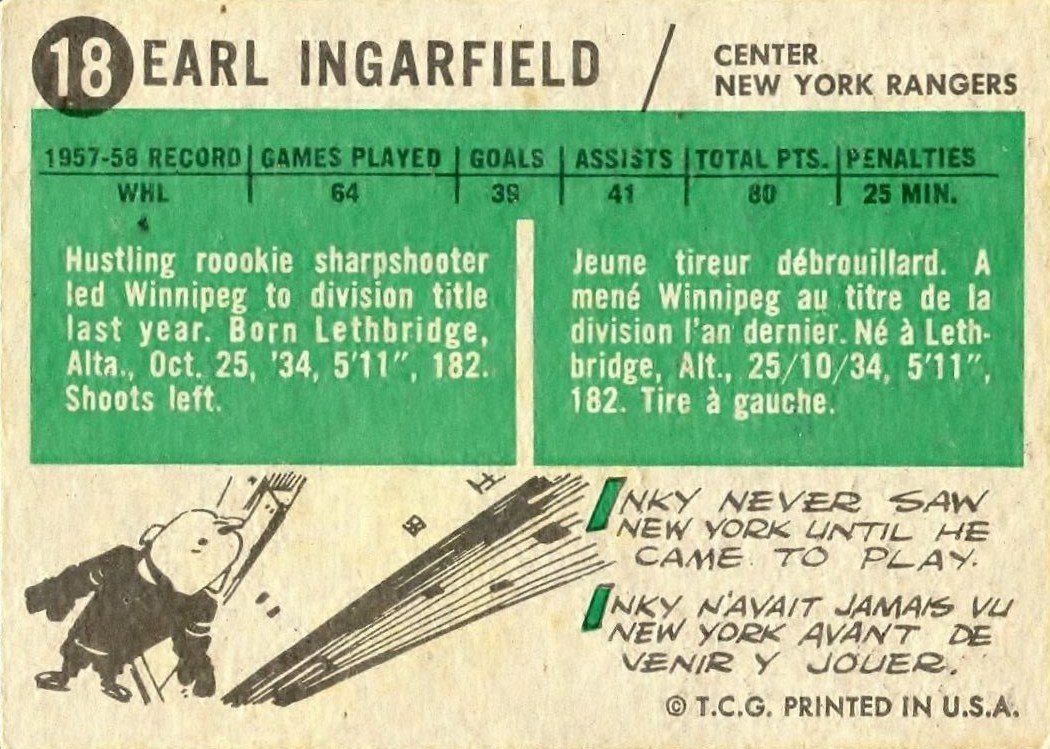 18 EARL INGARFIELD / CENTER
NEW YORK RANGERS
1957-58 RECORD | GAMES PLAYED | GOALS | ASSISTS | TOTAL PTS. | PENALTIES
WHL | 64 | 39 | 41 | 80 | 25 MIN.
Hustling roookie sharpshooter
led Winnipeg to division title
last year. Born Lethbridge,
Alta., Oct. 25, '34, 5'11", 182.
Shoots left.
Jeune tireur débrouillard. A
mené Winnipeg au titre de la
division l'an dernier. Né à Leth-
bridge, Alt., 25/10/34, 5'11",
182. Tire à gauche.
INKY NEVER SAW
NEW YORK UNTIL HE
CAME TO PLAY.
INKY N'AVAIT JAMAIS VU
NEW YORK AVANT DE
VENIR Y JOUER.
© T.C.G. PRINTED IN U.S.A.